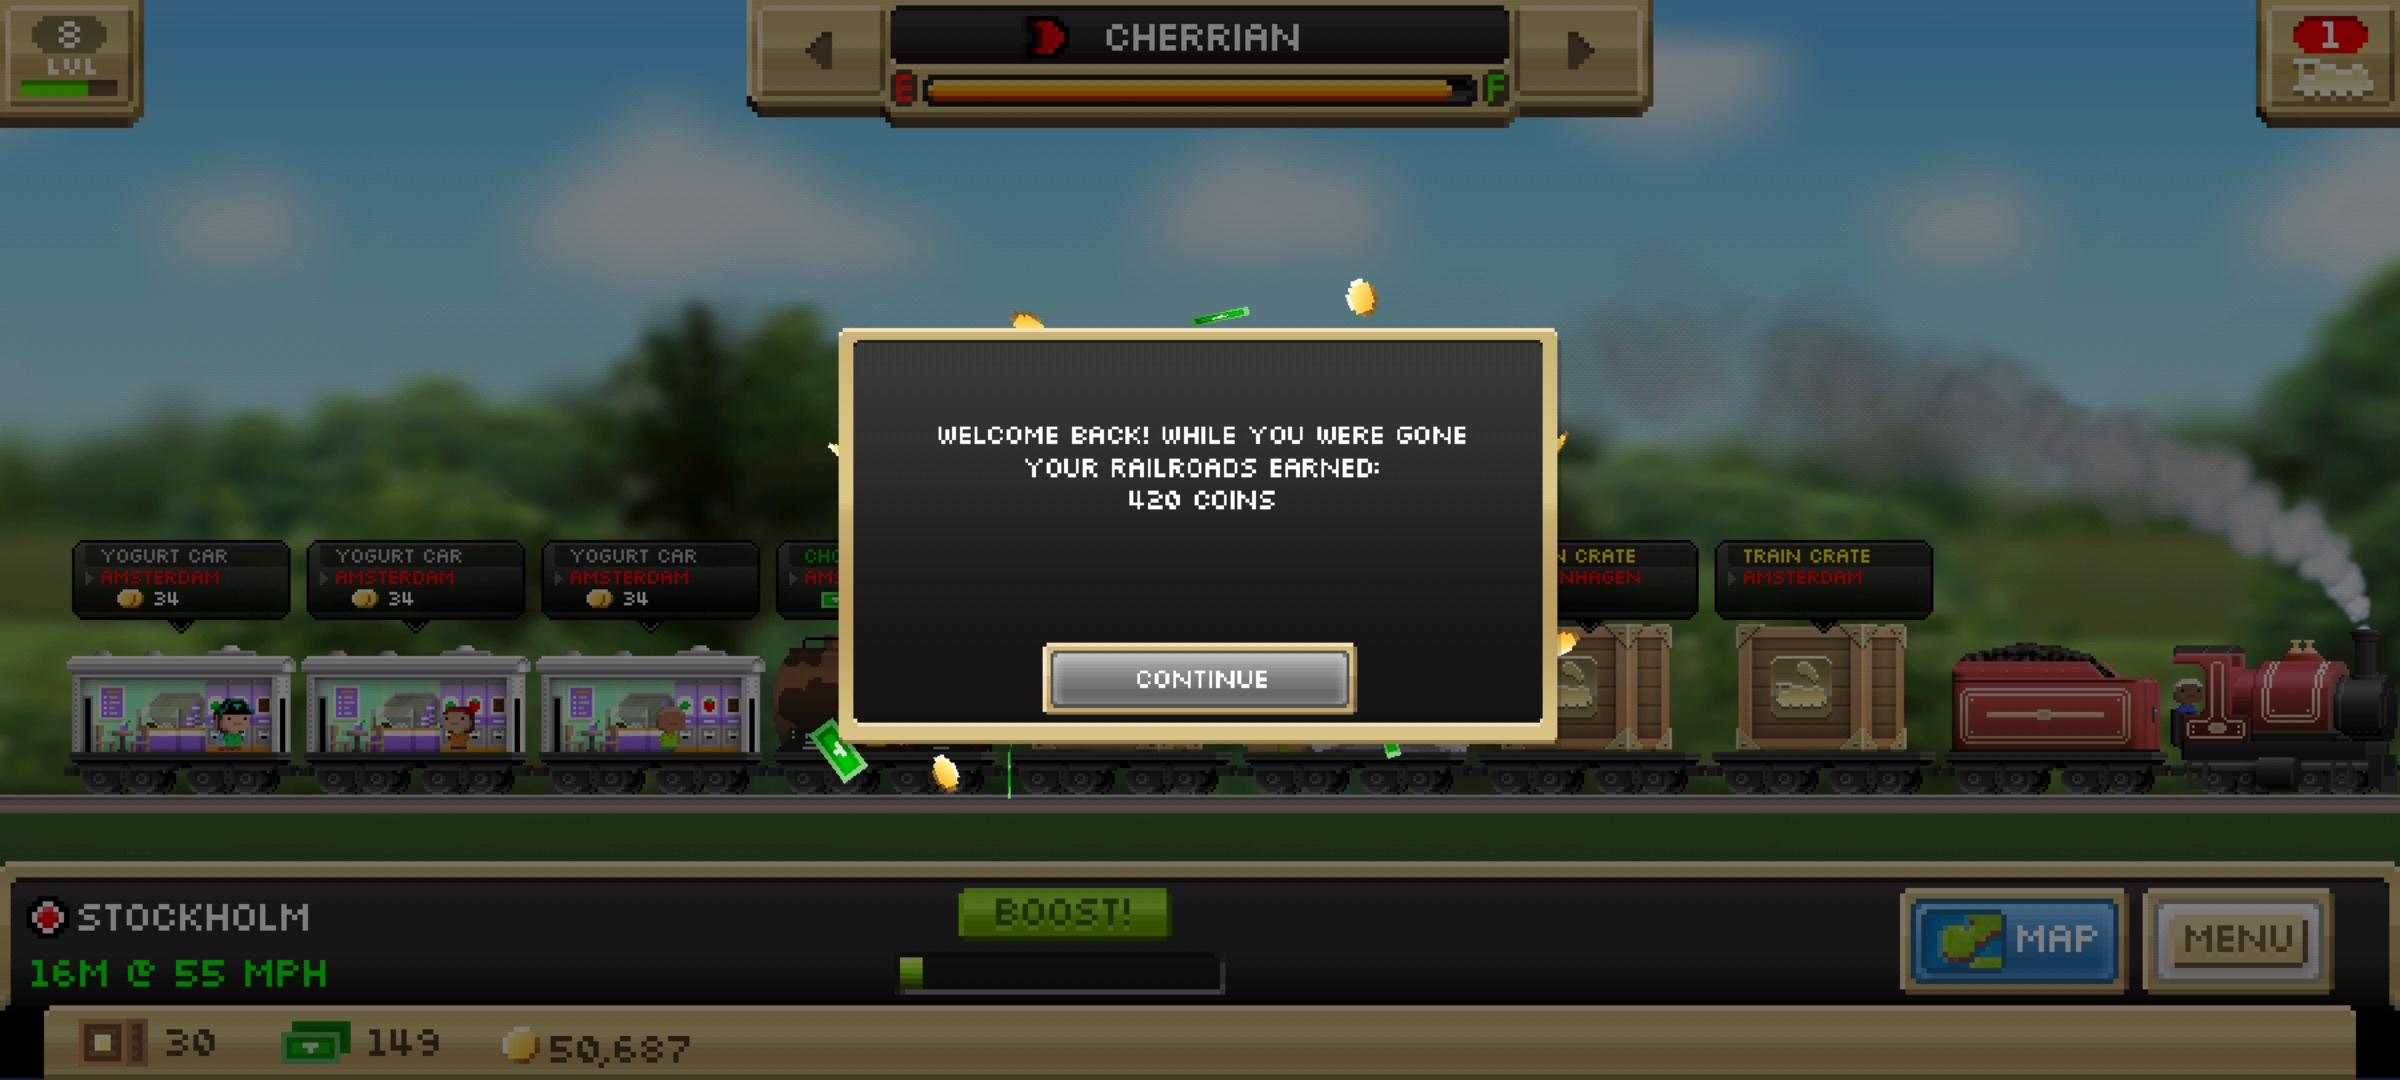 8
LVL
CHERRIAN
E
F
1
WELCOME BACK! WHILE YOU WERE GONE
YOUR RAILROADS EARNED:
420 COINS
CONTINUE
YOGURT CAR
AMSTERDAM
34
YOGURT CAR
AMSTERDAM
34
YOGURT CAR
AMSTERDAM
34
CRATE
TRAIN CRATE
AMSTERDAM
STOCKHOLM
16M @ 55 MPH
BOOST!
MAP
MENU
30
149
50,687